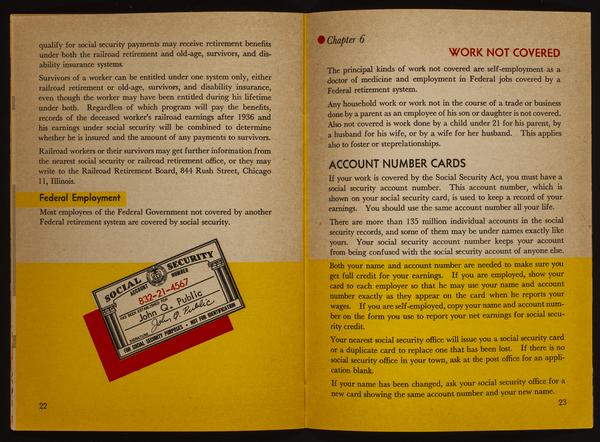 qualify for social security payments may receive retirement benefits
under both the railroad retirement and old-age, survivors, and dis-
ability insurance systems.
Survivors of a worker can be entitled under one system only, either
railroad retirement or old-age, survivors, and disability insurance,
even though the worker may have been entitled during his lifetime
under both. Regardless of which program will pay the benefits,
records of the deceased worker's railroad earnings after 1936 and
his earnings under social security will be combined to determine
whether he is insured and the amount of any payments to survivors.
Railroad workers or their survivors may get further information from
the nearest social security or railroad retirement office, or they may
write to the Railroad Retirement Board, 844 Rush Street, Chicago
11, Illinois.
Federal Employment
Most employees of the Federal Government not covered by another
Federal retirement system are covered by social security.
SOCIAL SECURITY
ACCOUNT NUMBER
832-21-4567
HAS BEEN ESTABLISHED FOR
John Q. Public
John Q. Public
SIGNATURE
FOR SOCIAL SECURITY PURPOSES • NOT FOR IDENTIFICATION
22
Chapter 6
WORK NOT COVERED
The principal kinds of work not covered are self-employment as a
doctor of medicine and employment in Federal jobs covered by a
Federal retirement system.
Any household work or work not in the course of a trade or business
done by a parent as an employee of his son or daughter is not covered.
Also not covered is work done by a child under 21 for his parent, by
a husband for his wife, or by a wife for her husband. This applies
also to foster or steprelationships.
ACCOUNT NUMBER CARDS
If your work is covered by the Social Security Act, you must have a
social security account number. This account number, which is
shown on your social security card, is used to keep a record of your
earnings. You should use the same account number all your life.
There are more than 135 million individual accounts in the social
security records, and some of them may be under names exactly like
yours. Your social security account number keeps your account
from being confused with the social security account of anyone else.
Both your name and account number are needed to make sure you
get full credit for your earnings. If you are employed, show your
card to each employer so that he may use your name and account
number exactly as they appear on the card when he reports your
wages. If you are self-employed, copy your name and account num-
ber on the form you use to report your net earnings for social secu-
rity credit.
Your nearest social security office will issue you a social security card
or a duplicate card to replace one that has been lost. If there is no
social security office in your town, ask at the post office for an appli-
cation blank.
If your name has been changed, ask your social security office for a
new card showing the same account number and your new name.
23